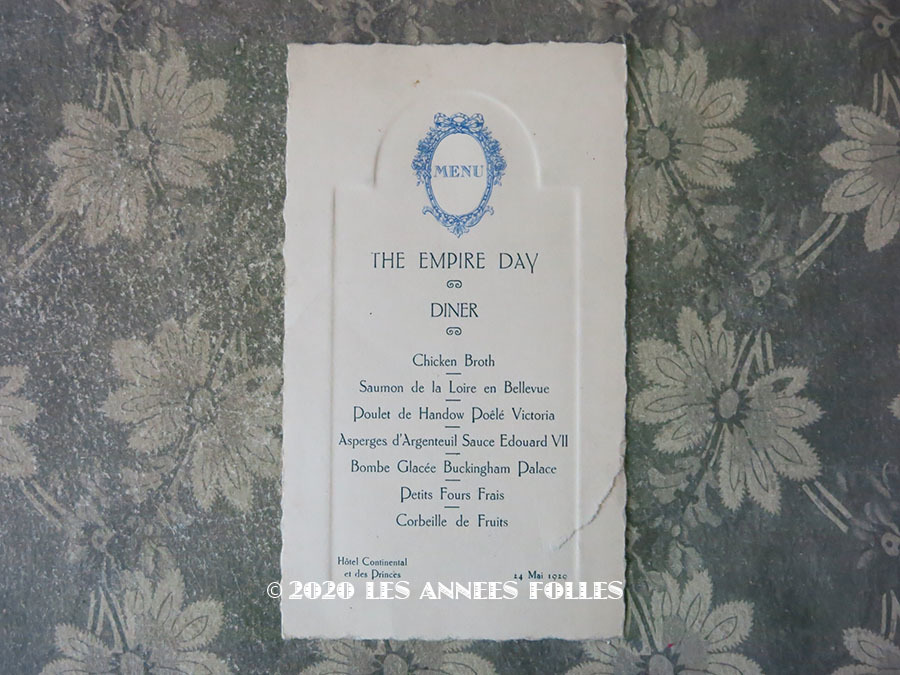 MENU
THE EMPIRE DAY
DINER
Chicken Broth
Saumon de la Loire en Bellevue
Poulet de Handow Poêlé Victoria
Asperges d'Argenteuil Sauce Edouard VII
Bombe Glacée Buckingham Palace
Petits Fours Frais
Corbeille de Fruits
Hôtel Continental
et des Princes
24 Mai 1929
© 2020 LES ANNEES FOLLES